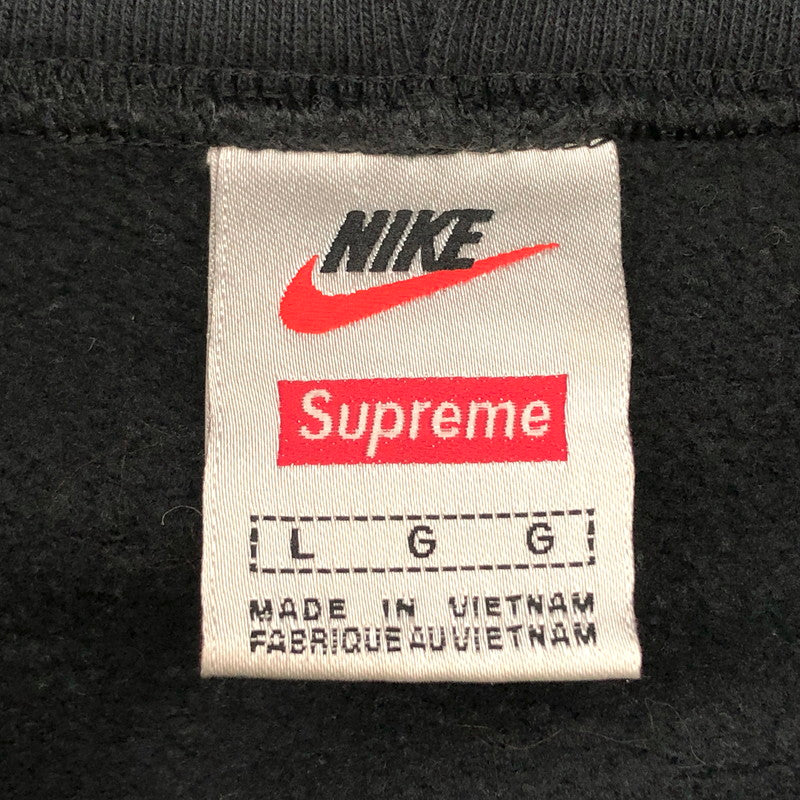 NIKE
Supreme
L G G
MADE IN VIETNAM
FABRIQUE AU VIETNAM